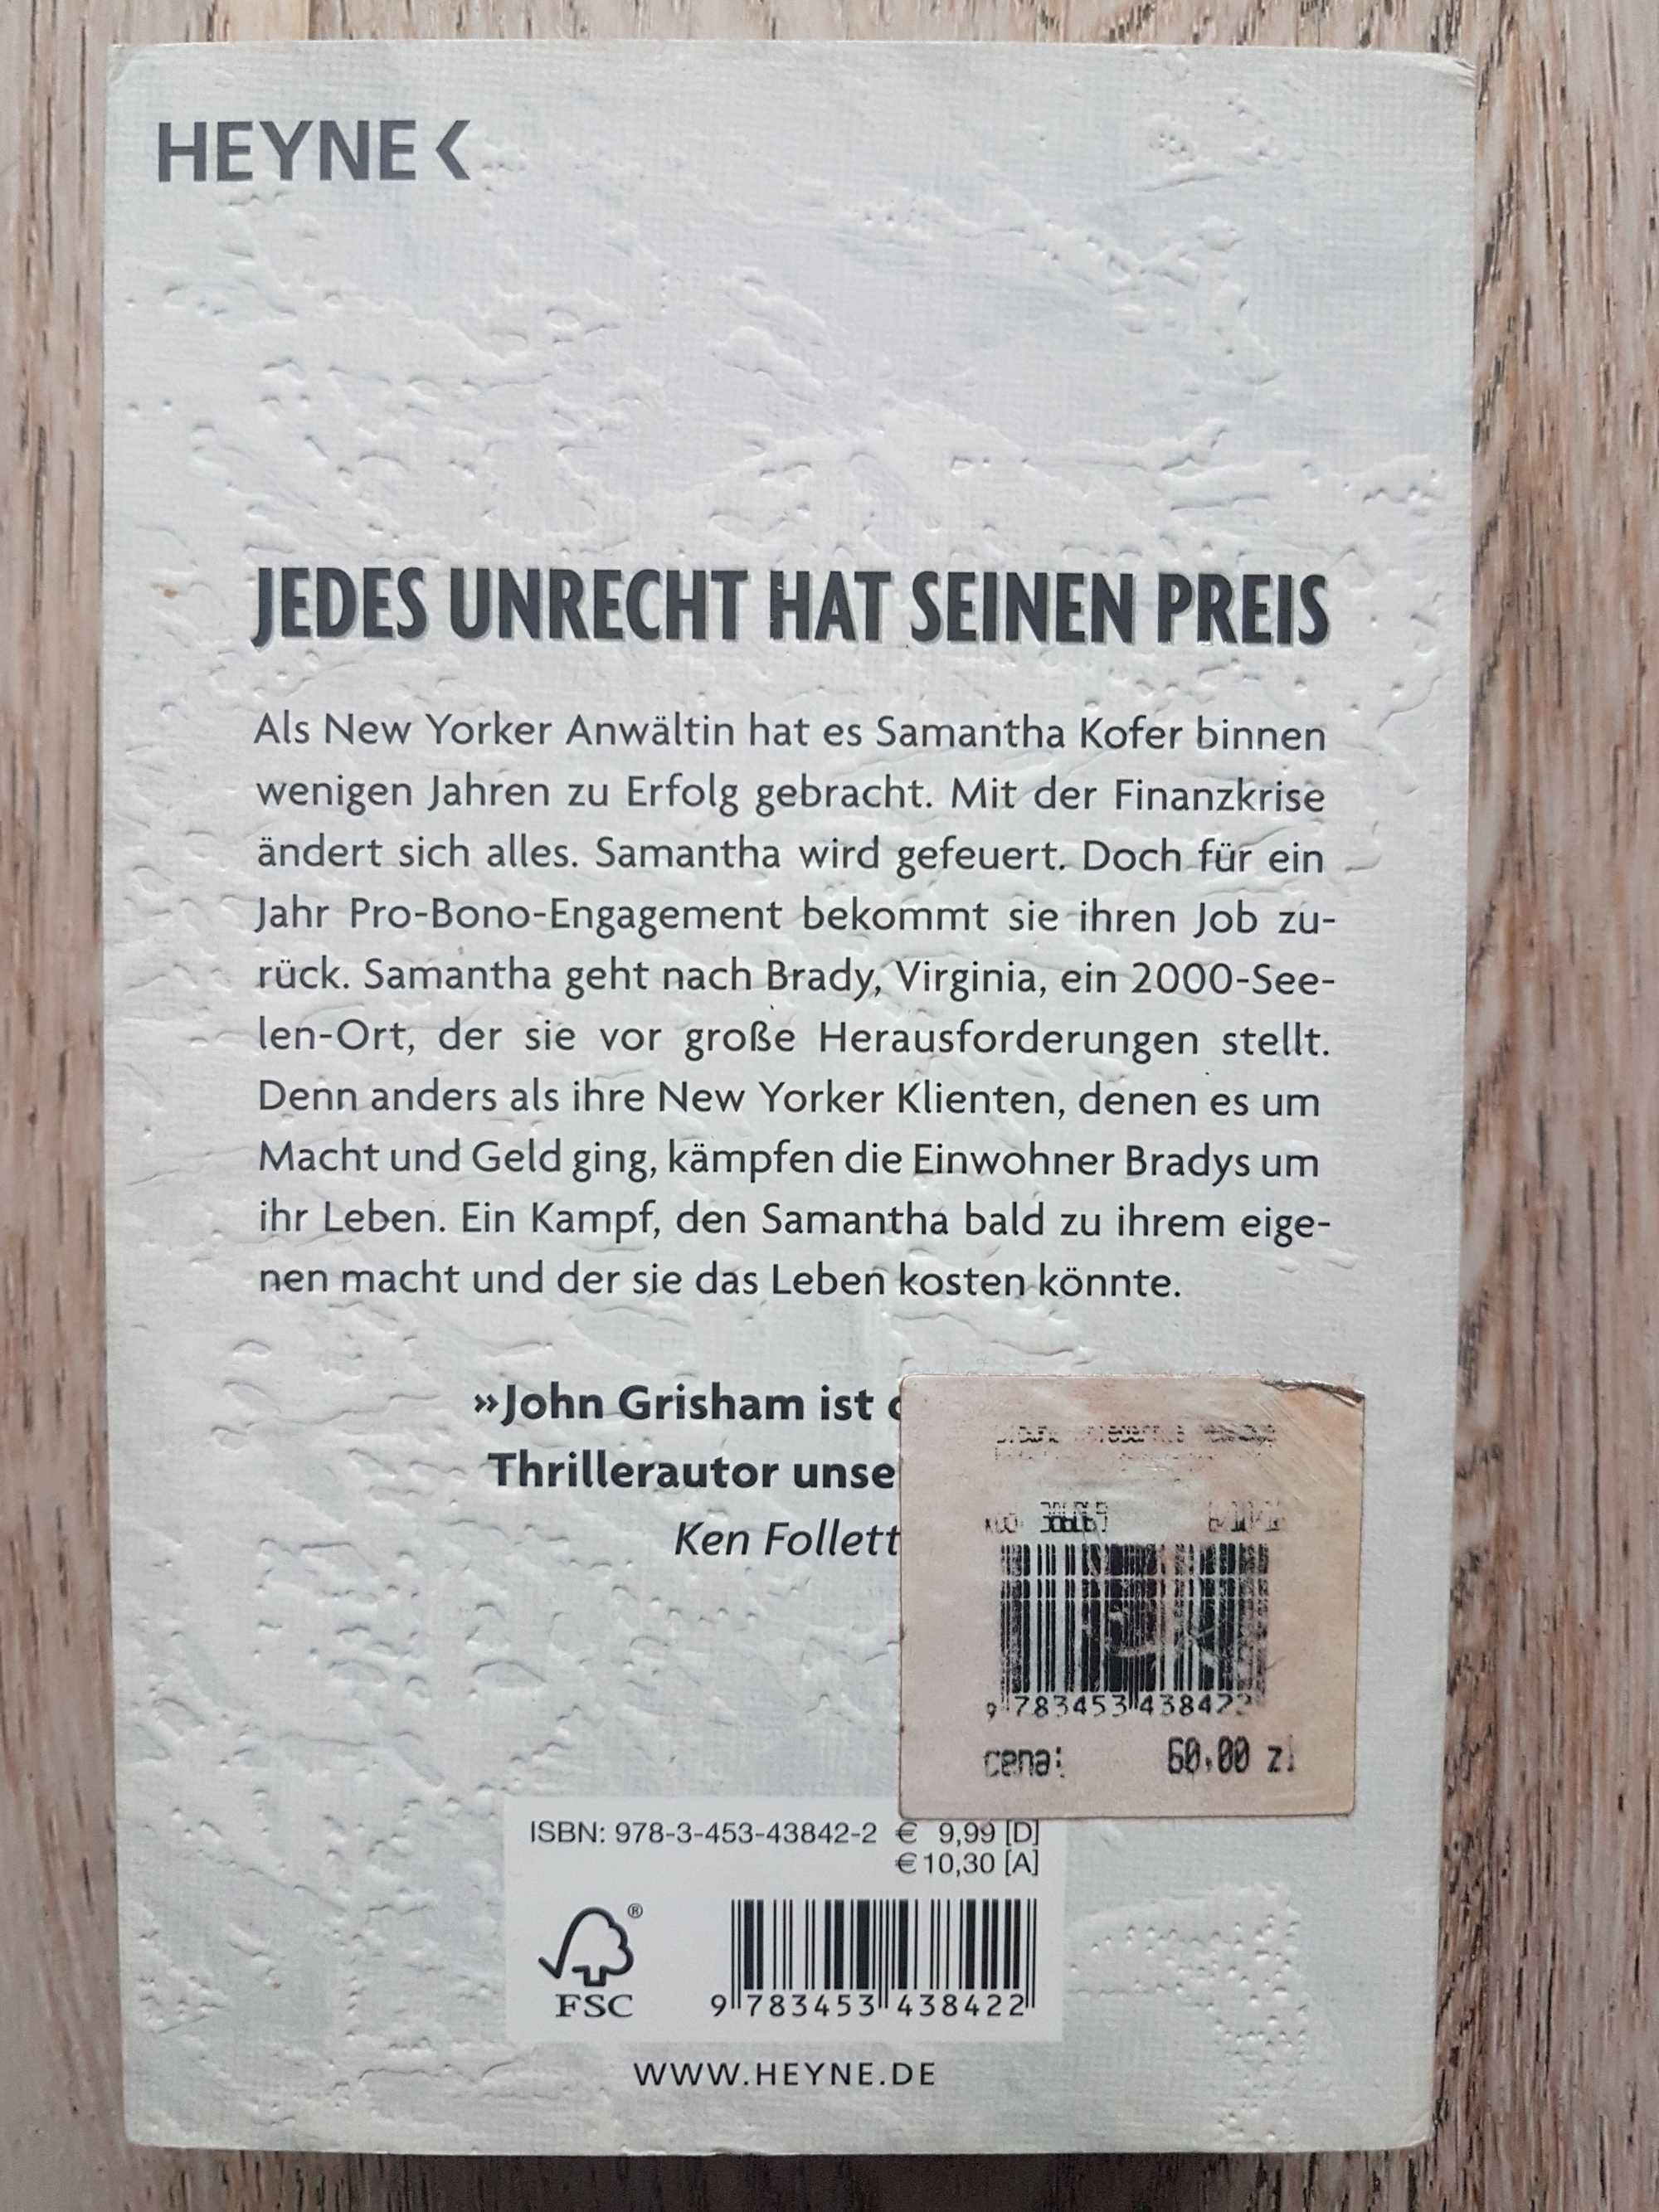 HEYNE
JEDES UNRECHT HAT SEINEN PREIS
Als New Yorker Anwältin hat es Samantha Kofer binnen
wenigen Jahren zu Erfolg gebracht. Mit der Finanzkrise
ändert sich alles. Samantha wird gefeuert. Doch für ein
Jahr Pro-Bono-Engagement bekommt sie ihren Job zu-
rück. Samantha geht nach Brady, Virginia, ein 2000-See-
len-Ort, der sie vor große Herausforderungen stellt.
Denn anders als ihre New Yorker Klienten, denen es um
Macht und Geld ging, kämpfen die Einwohner Bradys um
ihr Leben. Ein Kampf, den Samantha bald zu ihrem eige-
nen macht und der sie das Leben kosten könnte.
»John Grisham ist
Thrillerautor unse
Ken Follett
9 783453 438422
cena: 60.00 zł
ISBN: 978-3-453-43842-2 € 9,99 [D]
€ 10,30 [A]
®
FSC
9 783453 438422
WWW.HEYNE.DE